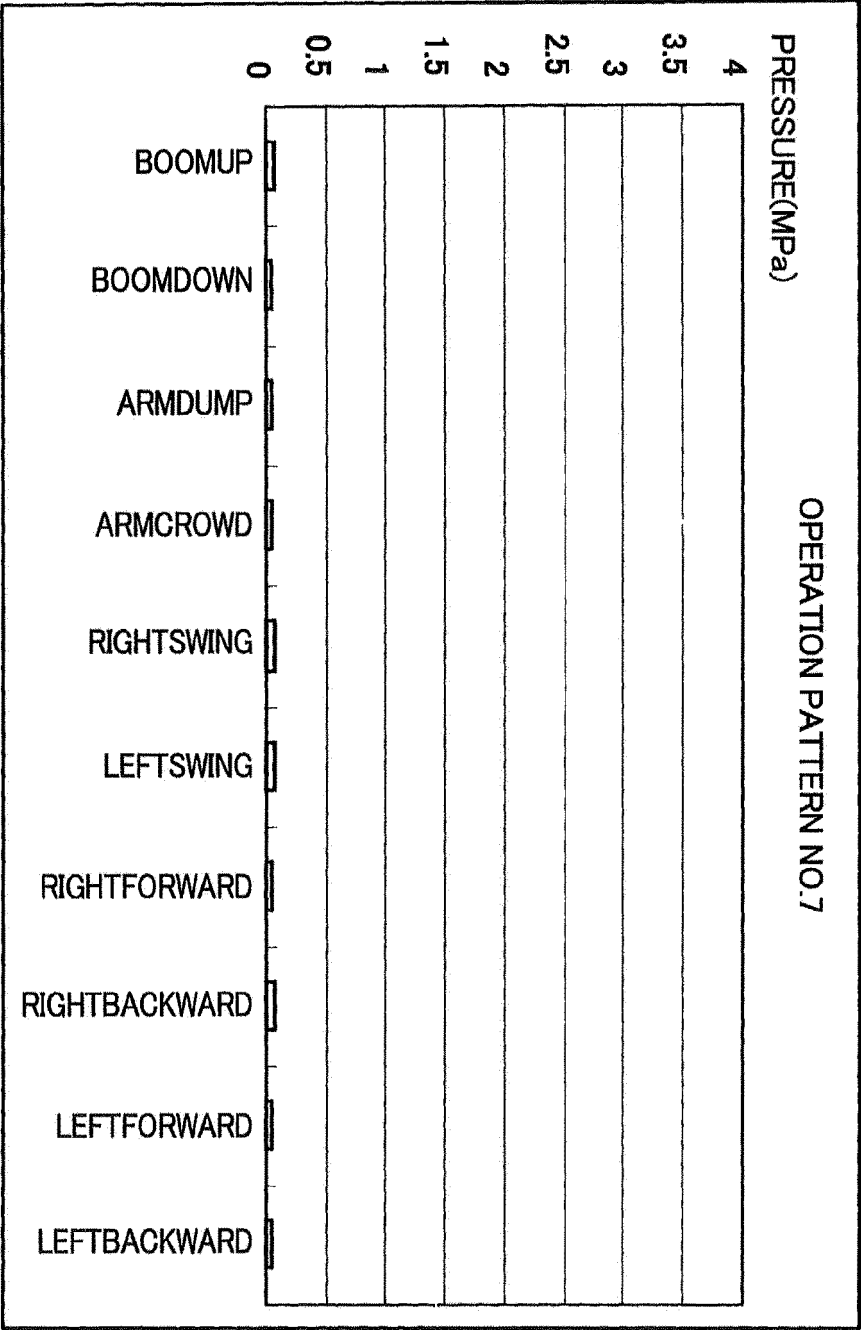 OPERATION PATTERN NO.7
PRESSURE(MPa)
4
3.5
3
2.5
2
1.5
1
0.5
0
BOOMUP
BOOMDOWN
ARMDUMP
ARMCROWD
RIGHTSWING
LEFTSWING
RIGHTFORWARD
RIGHTBACKWARD
LEFTFORWARD
LEFTBACKWARD